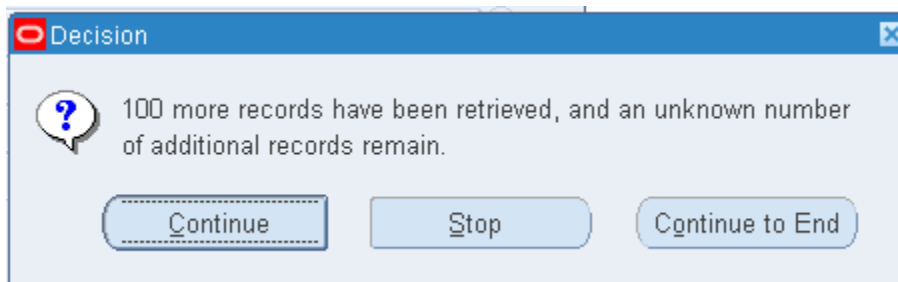 Decision
100 more records have been retrieved, and an unknown number
of additional records remain.
Continue
Stop
Continue to End